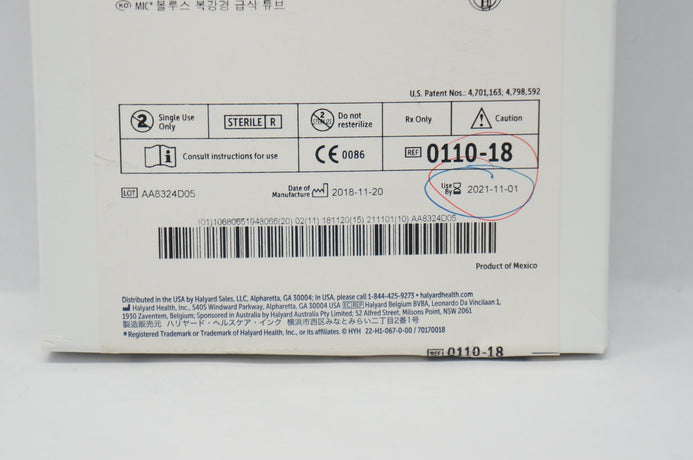 KO MIC* 볼루스 복강경 급식 튜브
U.S. Patent Nos.: 4,701,163; 4,798,592
2 Single Use Only
STERILE R
2 STERILIZE Do not resterilize
Rx Only
Caution
Consult instructions for use
CE 0086
REF 0110-18
LOT AA8324D05
Date of Manufacture 2018-11-20
Use By 2021-11-01
(01)10680651948066(20) 02(11) 181120(15) 211101(10) AA8324D05
Product of Mexico
Distributed in the USA by Halyard Sales, LLC, Alpharetta, GA 30004; In USA, please call 1-844-425-9273 • halyardhealth.com
Halyard Health, Inc., 5405 Windward Parkway, Alpharetta, GA 30004 EC REP Halyard Belgium BVBA, Leonardo Da Vincilaan 1,
1930 Zaventem, Belgium; Sponsored in Australia by Halyard Australia Pty Limited; 52 Alfred Street, Milsons Point, NSW 2061
製造販売元 ハリヤード・ヘルスケア・インク 横浜市西区みなとみらい二丁目2番1号
*Registered Trademark or Trademark of Halyard Health, Inc., or its affiliates. © HYH 22-H1-067-0-00 / 70170018
REF 0110-18